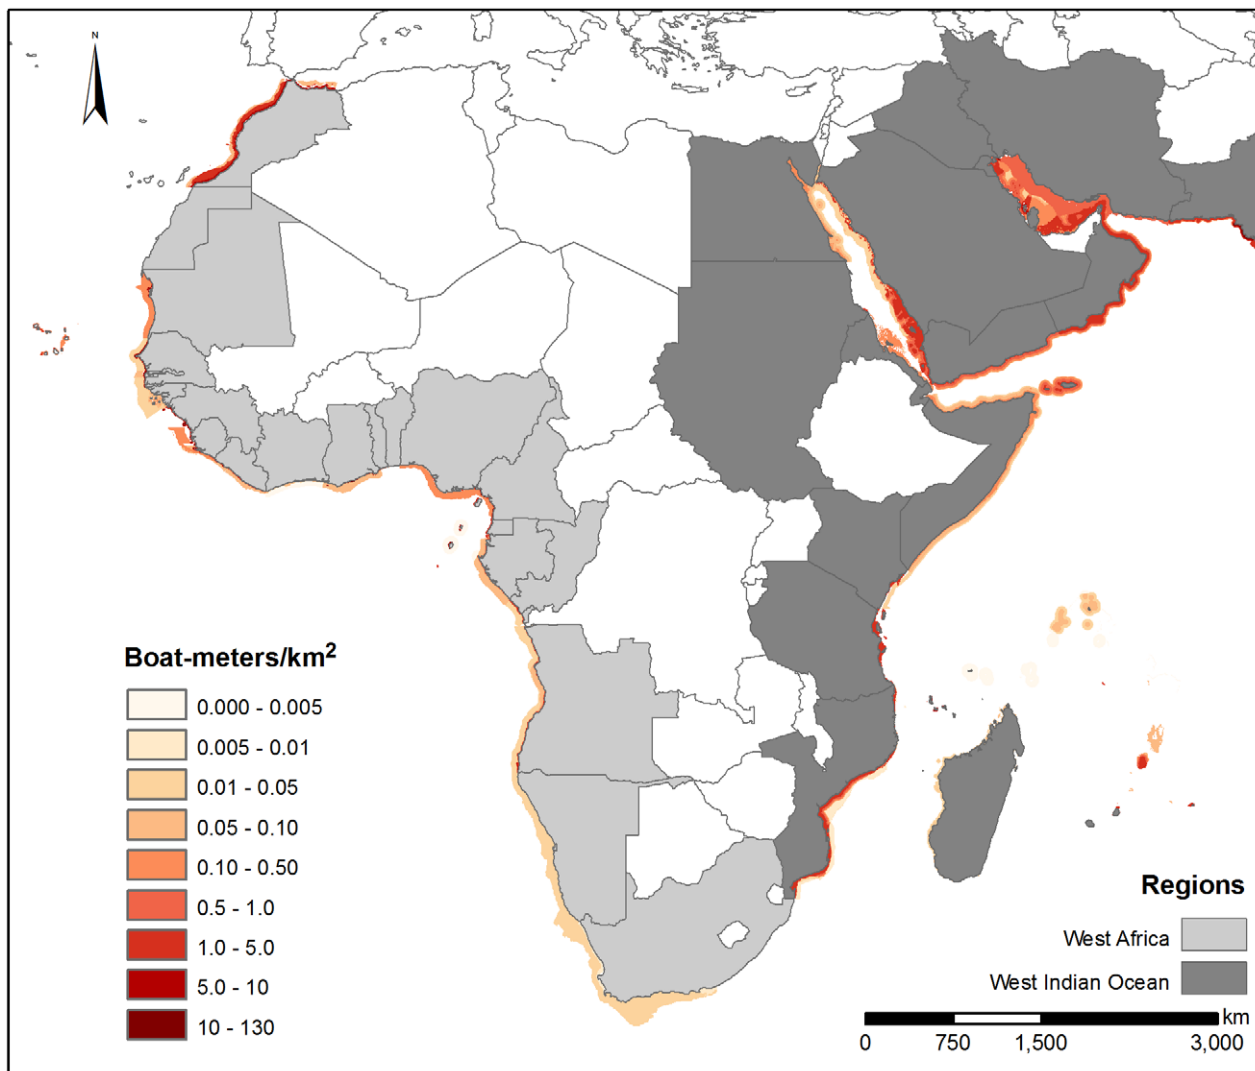 N
Boat-meters/km²
0.000 - 0.005
0.005 - 0.01
0.01 - 0.05
0.05 - 0.10
0.10 - 0.50
0.5 - 1.0
1.0 - 5.0
5.0 - 10
10 - 130
Regions
West Africa
West Indian Ocean
km
0 750 1,500 3,000